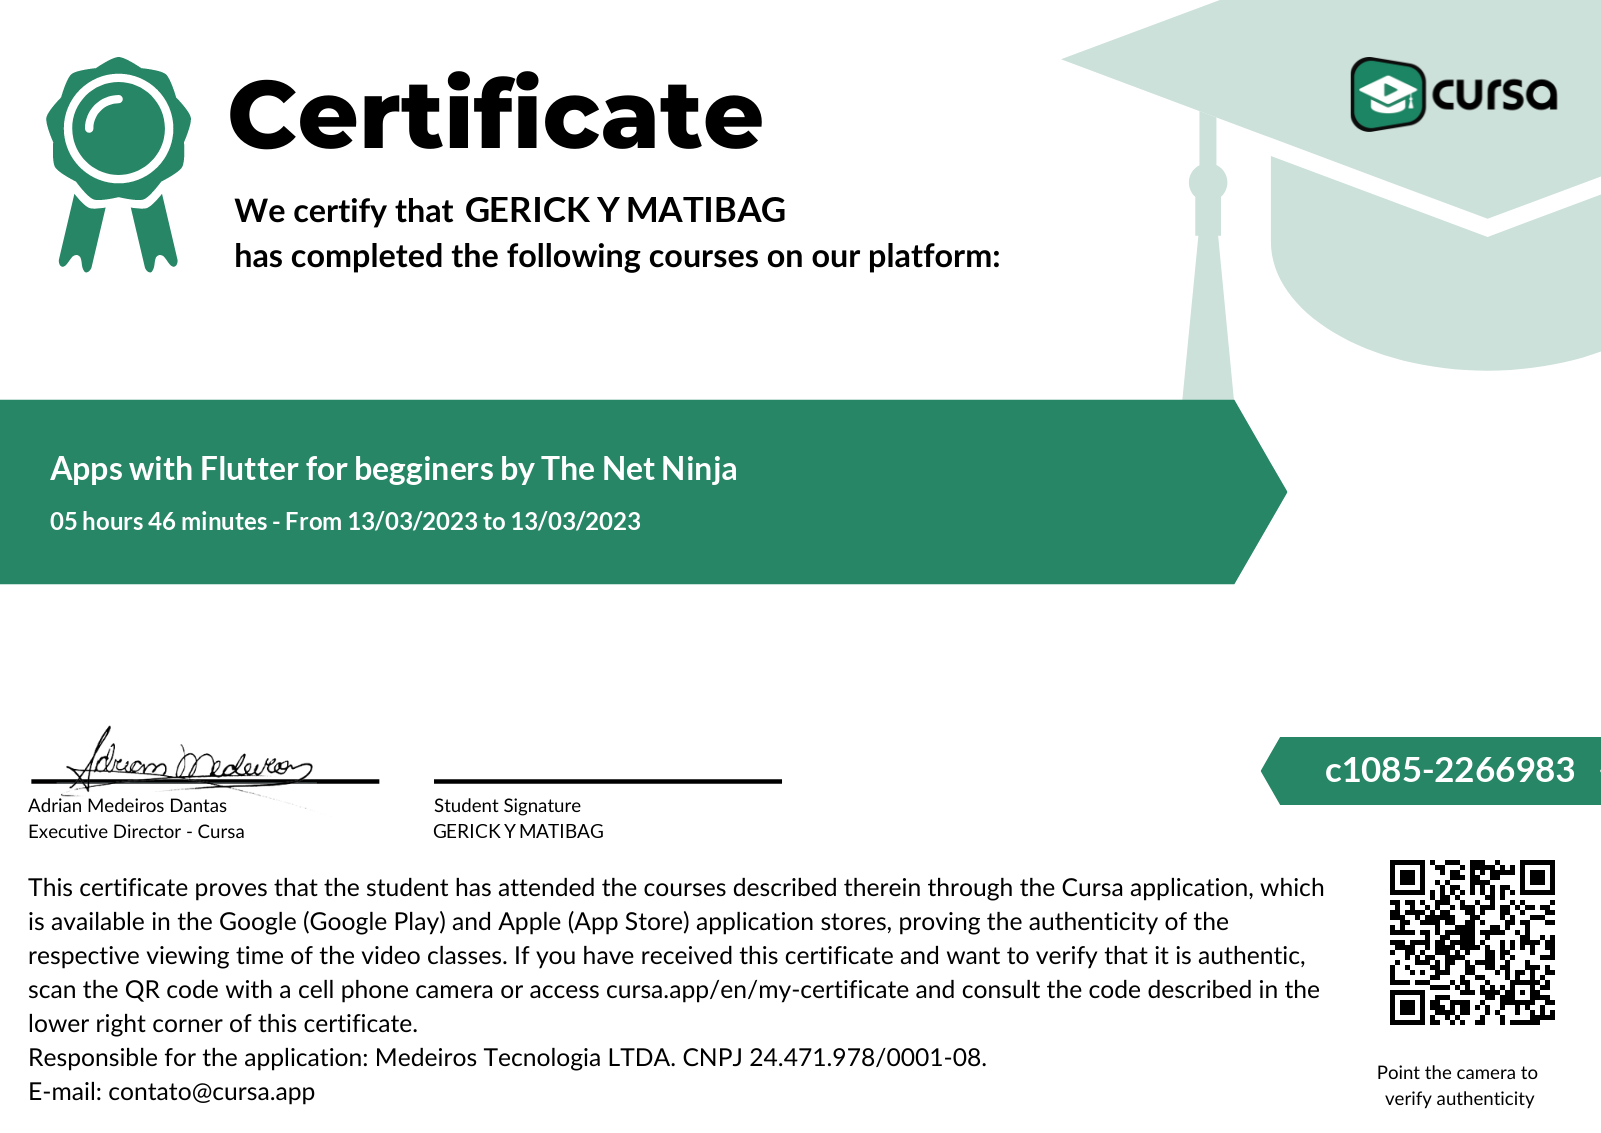 Certificate
cursa
We certify that GERICK Y MATIBAG
has completed the following courses on our platform:
Apps with Flutter for begginers by The Net Ninja
05 hours 46 minutes - From 13/03/2023 to 13/03/2023
Adrian Medeiros
Adrian Medeiros Dantas
Executive Director - Cursa
Student Signature
GERICK Y MATIBAG
c1085-2266983
This certificate proves that the student has attended the courses described therein through the Cursa application, which
is available in the Google (Google Play) and Apple (App Store) application stores, proving the authenticity of the
respective viewing time of the video classes. If you have received this certificate and want to verify that it is authentic,
scan the QR code with a cell phone camera or access cursa.app/en/my-certificate and consult the code described in the
lower right corner of this certificate.
Responsible for the application: Medeiros Tecnologia LTDA. CNPJ 24.471.978/0001-08.
E-mail: contato@cursa.app
Point the camera to
verify authenticity